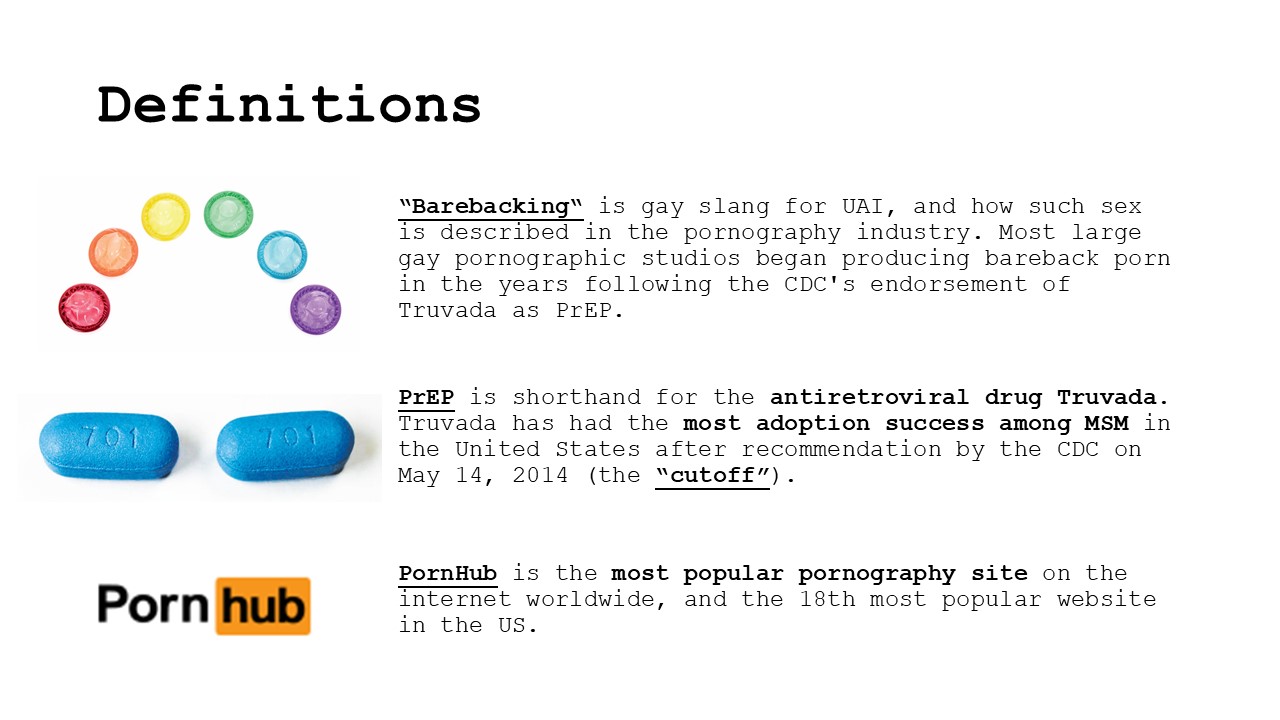 Definitions
“Barebacking“ is gay slang for UAI, and how such sex
is described in the pornography industry. Most large
gay pornographic studios began producing bareback porn
in the years following the CDC's endorsement of
Truvada as PrEP.
701 701
PrEP is shorthand for the antiretroviral drug Truvada.
Truvada has had the most adoption success among MSM in
the United States after recommendation by the CDC on
May 14, 2014 (the “cutoff”).
Porn hub
PornHub is the most popular pornography site on the
internet worldwide, and the 18th most popular website
in the US.